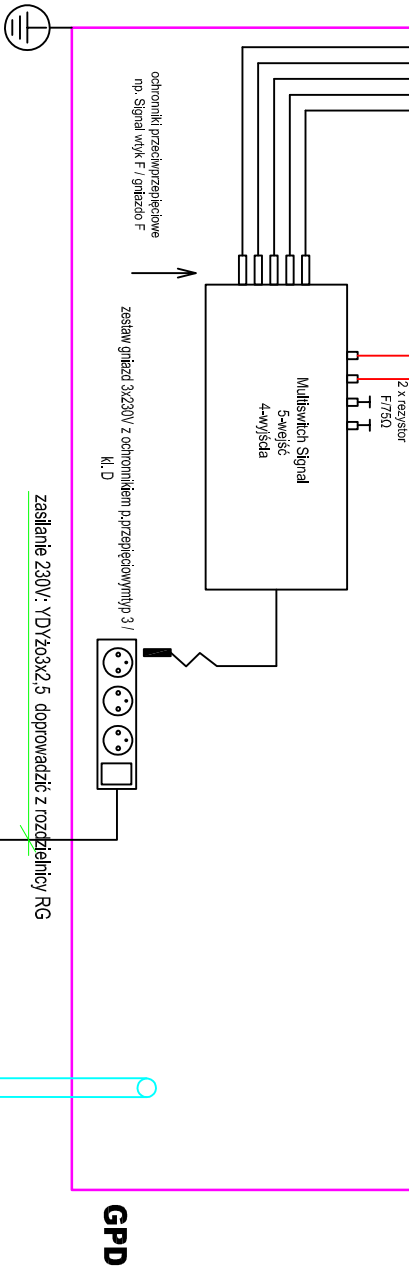 2 x rezystor
F/75Ω
Multiswitch Signal
5-wejść
4-wyjścia
ochronniki przeciwprzepięciowe
np. Signal wtyk F / gniazdo F
zestaw gniazd 3x230V z ochronnikiem p.przepięciowymtyp 3 /
kl. D
zasilanie 230V: YDYżo3x2,5 doprowadzić z rozdzielnicy RG
GPD